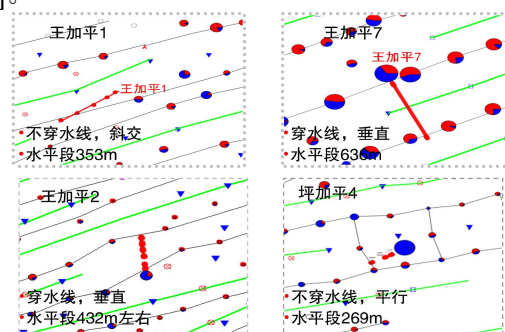 】。
王加平1
王加平1
不穿水线，斜交
水平段353m
王加平7
王加平7
穿水线，垂直
水平段636m
王加平2
穿水线，垂直
水平段432m左右
坪加平4
不穿水线，平行
水平段269m